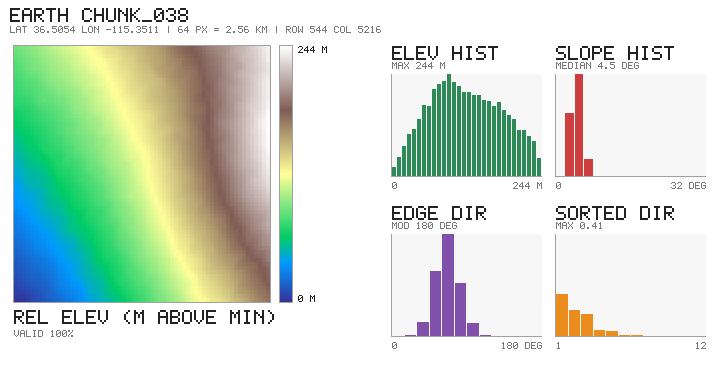 EARTH CHUNK_038
LAT 36.5054 LON -115.3511 | 64 PX = 2.56 KM | ROW 544 COL 5216
244 M
0 M
REL ELEV (M ABOVE MIN)
VALID 100%
ELEV HIST
MAX 244 M
0 244 M
SLOPE HIST
MEDIAN 4.5 DEG
0 32 DEG
EDGE DIR
MOD 180 DEG
0 180 DEG
SORTED DIR
MAX 0.41
1 12